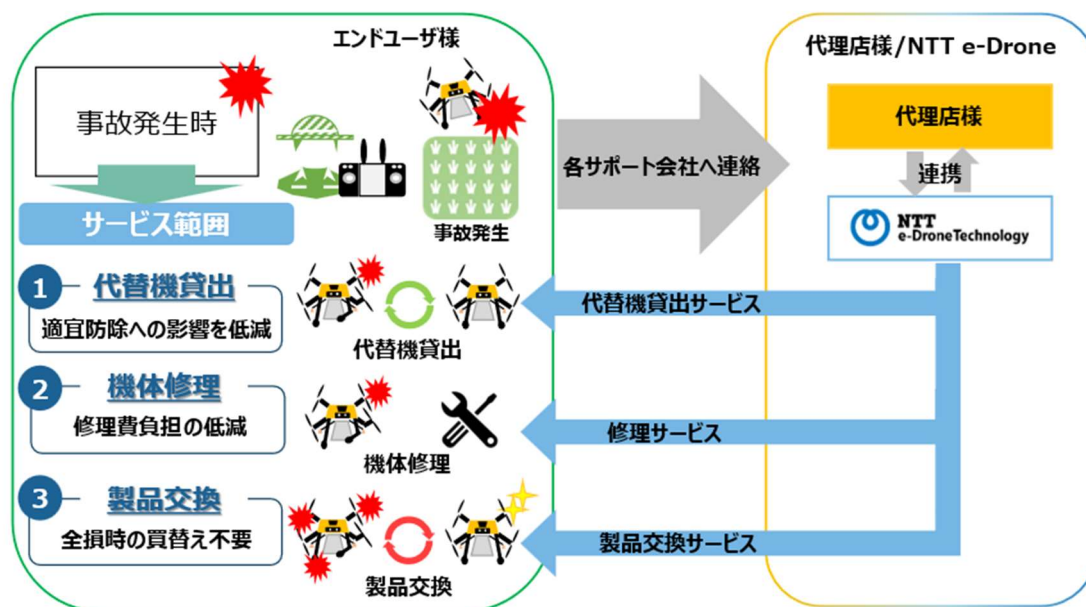 エンドユーザ様
事故発生時
サービス範囲
事故発生
各サポート会社へ連絡
代理店様/NTT e-Drone
代理店様
連携
NTT
e-DroneTechnology
1
代替機貸出
適宜防除への影響を低減
代替機貸出
代替機貸出サービス
2
機体修理
修理費負担の低減
機体修理
修理サービス
3
製品交換
全損時の買替え不要
製品交換
製品交換サービス